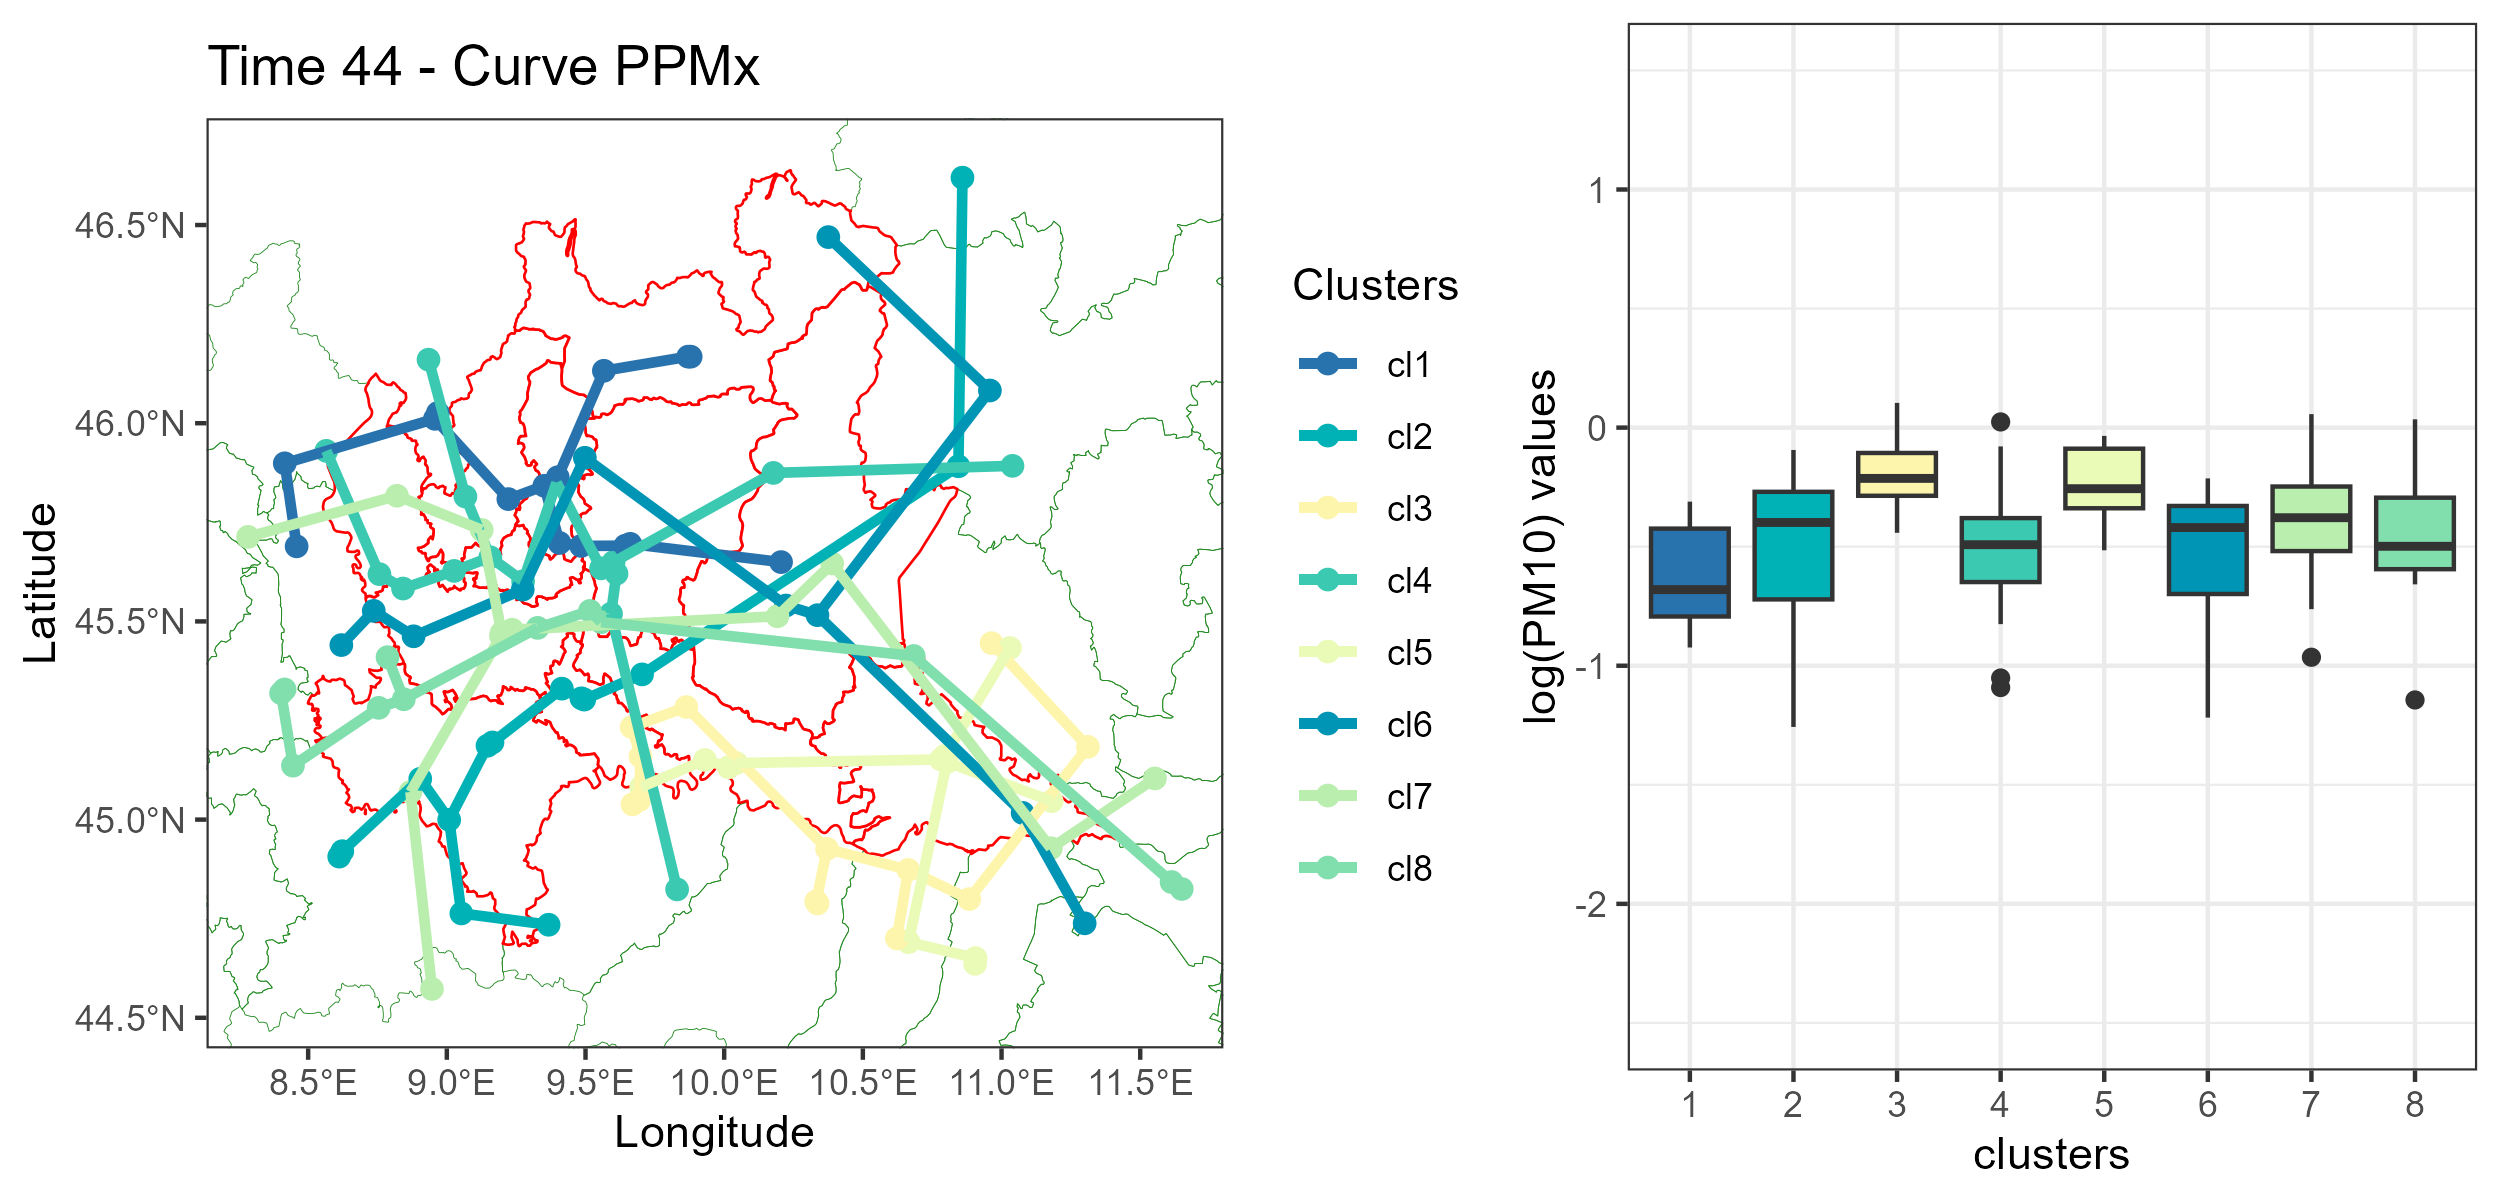 Time 44 - Curve PPMx
Latitude
46.5°N
46.0°N
45.5°N
45.0°N
44.5°N
8.5°E 9.0°E 9.5°E 10.0°E 10.5°E 11.0°E 11.5°E
Longitude
Clusters
cl1
cl2
cl3
cl4
cl5
cl6
cl7
cl8
log(PM10) values
1
0
-1
-2
1 2 3 4 5 6 7 8
clusters